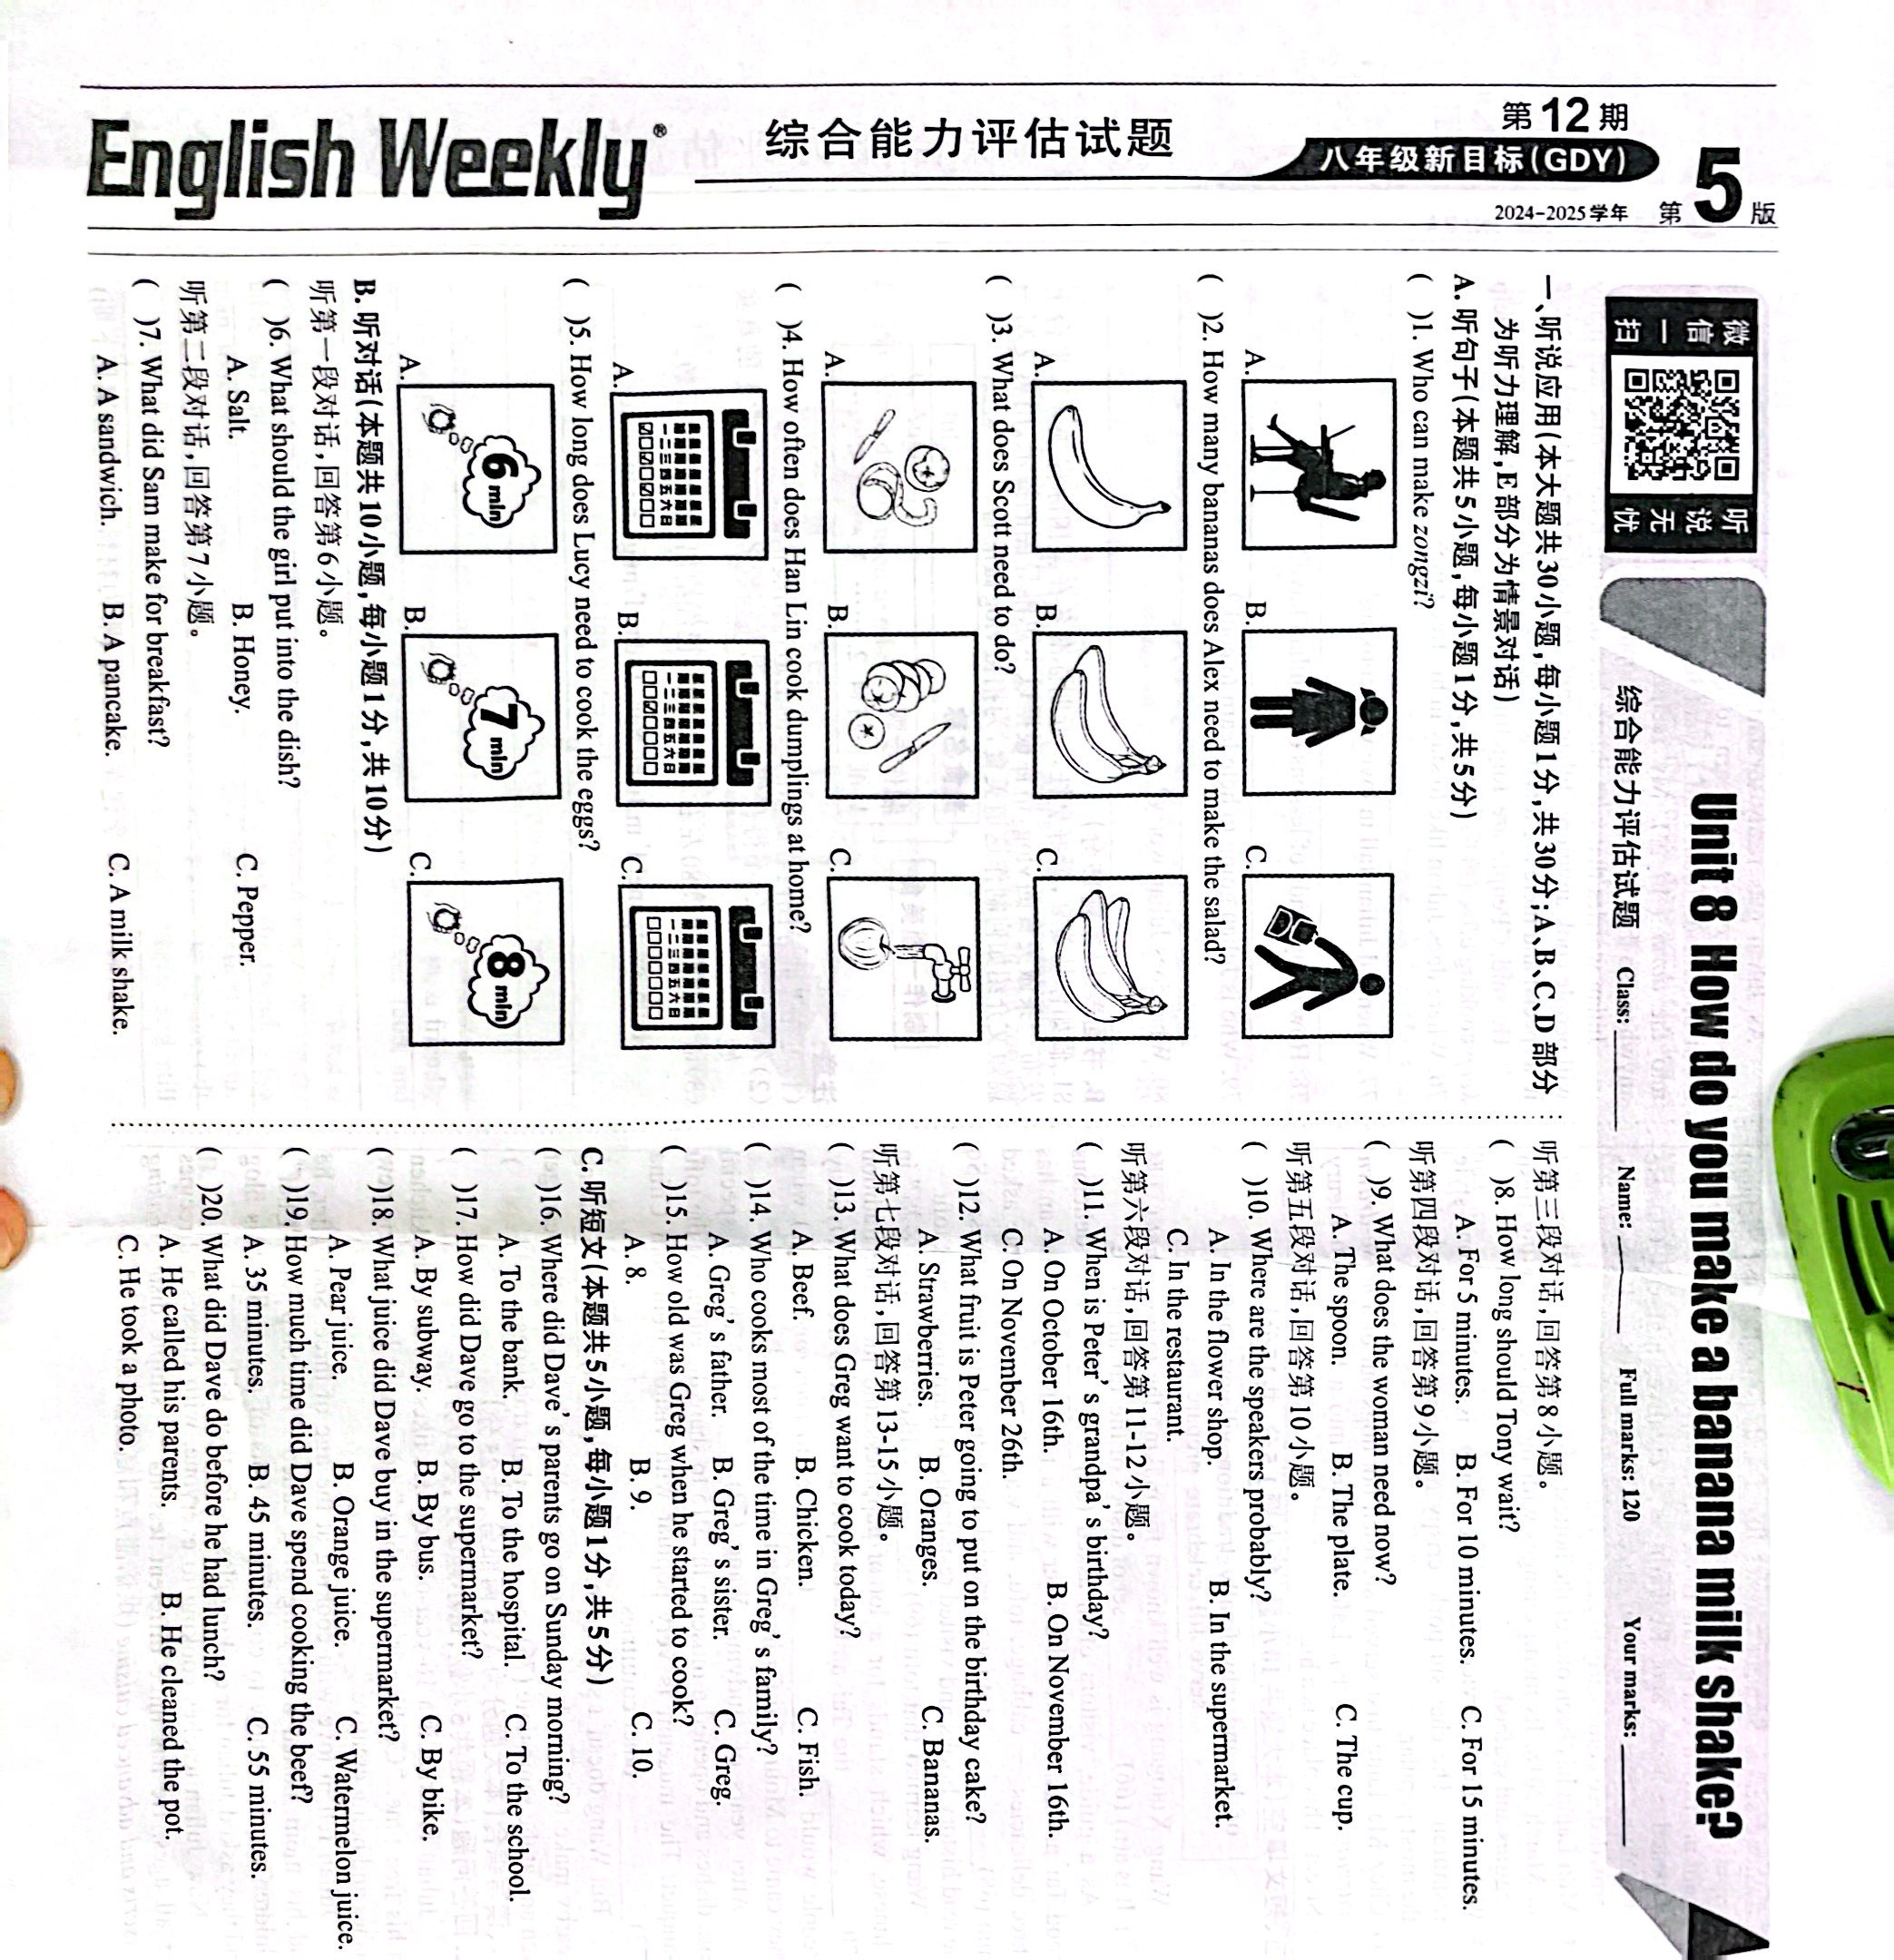 English Weekly®
综合能力评估试题
第12期
八年级新目标(GDY)
2024-2025学年
第5版
微信扫一扫
听说无忧
Unit 8 How do you make a banana milk shake?
综合能力评估试题 Class: Name: Full marks: 120 Your marks:
一、听说应用(本大题共30小题,每小题1分,共30分;A、B、C、D部分
为听力理解,E部分为情景对话)
A. 听句子(本题共5小题,每小题1分,共5分)
( )1. Who can make zongzi?
A. B. C.
( )2. How many bananas does Alex need to make the salad?
A. B. C.
( )3. What does Scott need to do?
A. B. C.
( )4. How often does Han Lin cook dumplings at home?
A. B. C.
一二三四五六日
一二三四五六日
一二三四五六日
( )5. How long does Lucy need to cook the eggs?
A. B. C.
6 min
7 min
8 min
B. 听对话(本题共10小题,每小题1分,共10分)
听第一段对话,回答第6小题。
( )6. What should the girl put into the dish?
A. Salt. B. Honey. C. Pepper.
听第二段对话,回答第7小题。
( )7. What did Sam make for breakfast?
A. A sandwich. B. A pancake. C. A milk shake.
听第三段对话,回答第8小题。
( )8. How long should Tony wait?
A. For 5 minutes. B. For 10 minutes. C. For 15 minutes.
听第四段对话,回答第9小题。
( )9. What does the woman need now?
A. The spoon. B. The plate. C. The cup.
听第五段对话,回答第10小题。
( )10. Where are the speakers probably?
A. In the flower shop. B. In the supermarket.
C. In the restaurant.
听第六段对话,回答第11-12小题。
( )11. When is Peter's grandpa's birthday?
A. On October 16th. B. On November 16th.
C. On November 26th.
( )12. What fruit is Peter going to put on the birthday cake?
A. Strawberries. B. Oranges. C. Bananas.
听第七段对话,回答第13-15小题。
( )13. What does Greg want to cook today?
A. Beef. B. Chicken. C. Fish.
( )14. Who cooks most of the time in Greg's family?
A. Greg's father. B. Greg's sister. C. Greg.
( )15. How old was Greg when he started to cook?
A. 8. B. 9. C. 10.
C. 听短文(本题共5小题,每小题1分,共5分)
( )16. Where did Dave's parents go on Sunday morning?
A. To the bank. B. To the hospital. C. To the school.
( )17. How did Dave go to the supermarket?
A. By subway. B. By bus. C. By bike.
( )18. What juice did Dave buy in the supermarket?
A. Pear juice. B. Orange juice. C. Watermelon juice.
( )19. How much time did Dave spend cooking the beef?
A. 35 minutes. B. 45 minutes. C. 55 minutes.
( )20. What did Dave do before he had lunch?
A. He called his parents. B. He cleaned the pot.
C. He took a photo.